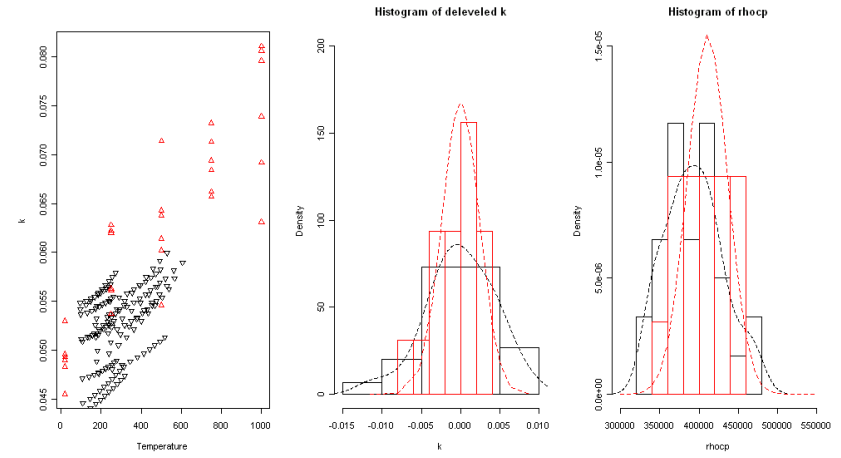 Histogram of deleveled k
Histogram of rhocp
0.045 0.050 0.055 0.060 0.065 0.070 0.075 0.080
k
0 200 400 600 800 1000
Temperature
0 50 100 150 200
Density
-0.015 -0.010 -0.005 0.000 0.005 0.010
k
0.0e+00 5.0e-06 1.0e-05 1.5e-05
Density
300000 350000 400000 450000 500000 550000
rhocp